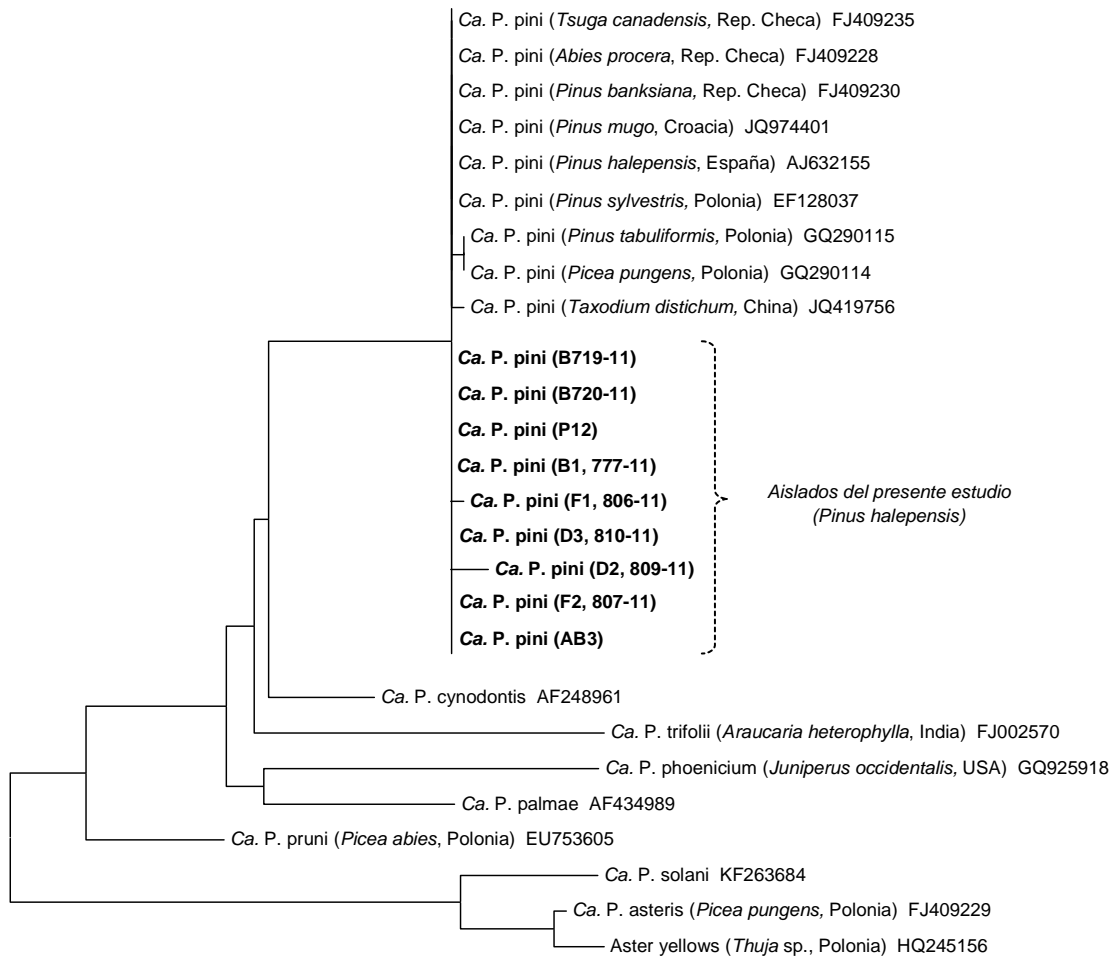 Ca. P. pini (Tsuga canadensis, Rep. Checa) FJ409235
Ca. P. pini (Abies procera, Rep. Checa) FJ409228
Ca. P. pini (Pinus banksiana, Rep. Checa) FJ409230
Ca. P. pini (Pinus mugo, Croacia) JQ974401
Ca. P. pini (Pinus halepensis, España) AJ632155
Ca. P. pini (Pinus sylvestris, Polonia) EF128037
Ca. P. pini (Pinus tabuliformis, Polonia) GQ290115
Ca. P. pini (Picea pungens, Polonia) GQ290114
Ca. P. pini (Taxodium distichum, China) JQ419756
Ca. P. pini (B719-11)
Ca. P. pini (B720-11)
Ca. P. pini (P12)
Ca. P. pini (B1, 777-11)
Ca. P. pini (F1, 806-11)
Ca. P. pini (D3, 810-11)
Ca. P. pini (D2, 809-11)
Ca. P. pini (F2, 807-11)
Ca. P. pini (AB3)
Aislados del presente estudio
(Pinus halepensis)
Ca. P. cynodontis AF248961
Ca. P. trifolii (Araucaria heterophylla, India) FJ002570
Ca. P. phoenicium (Juniperus occidentalis, USA) GQ925918
Ca. P. palmae AF434989
Ca. P. pruni (Picea abies, Polonia) EU753605
Ca. P. solani KF263684
Ca. P. asteris (Picea pungens, Polonia) FJ409229
Aster yellows (Thuja sp., Polonia) HQ245156